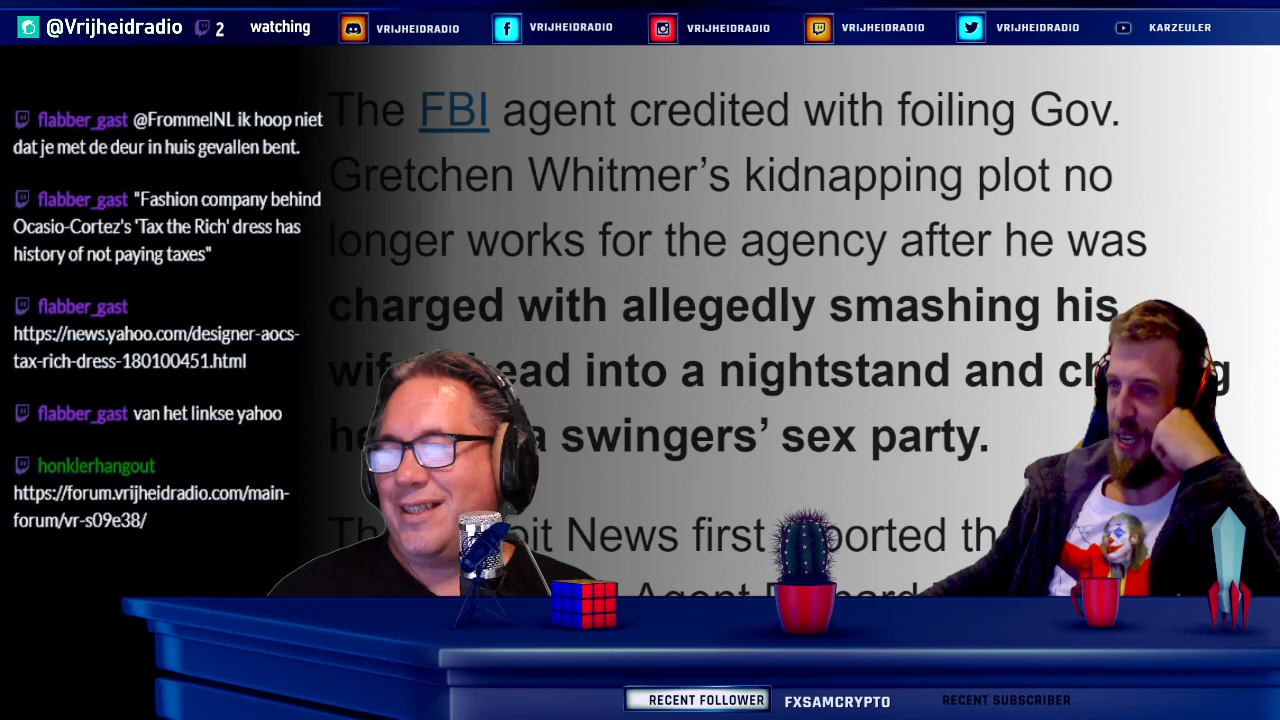 @Vrijheidradio 2 watching VRIJHEIDRADIO VRIJHEIDRADIO VRIJHEIDRADIO VRIJHEIDRADIO VRIJHEIDRADIO KARZEULER
flabber_gast @FrommelNL ik hoop niet
dat je met de deur in huis gevallen bent.
flabber_gast "Fashion company behind
Ocasio-Cortez's 'Tax the Rich' dress has
history of not paying taxes"
flabber_gast
https://news.yahoo.com/designer-aocs-
tax-rich-dress-180100451.html
flabber_gast van het linkse yahoo
honklerhangout
https://forum.vrijheidradio.com/main-
forum/vr-s09e38/
The FBI agent credited with foiling Gov.
Gretchen Whitmer’s kidnapping plot no
longer works for the agency after he was
charged with allegedly smashing his
into a nightstand and
a swingers’ sex party.
News first
Agent
RECENT FOLLOWER FXSAMCRYPTO RECENT SUBSCRIBER